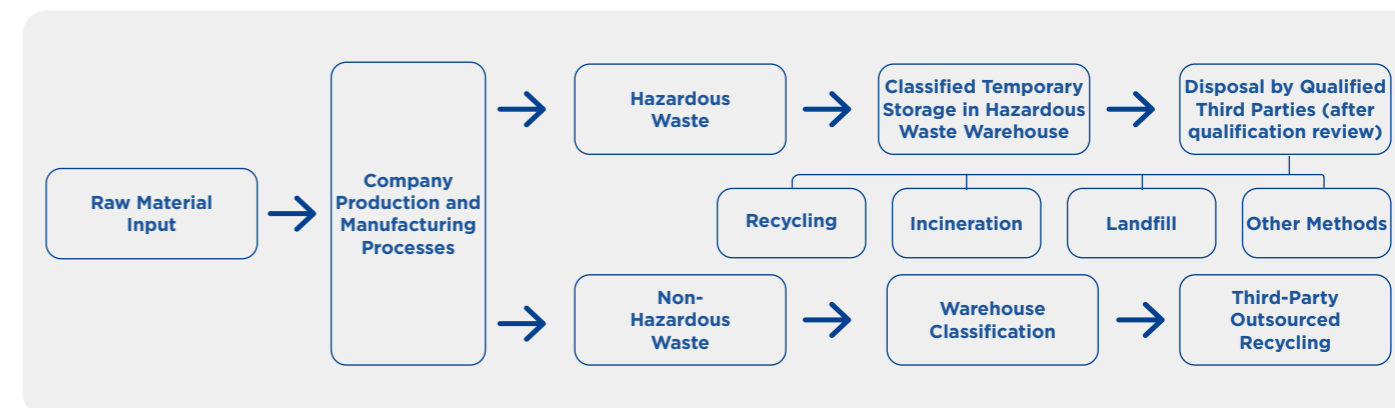 Raw Material
Input
Company
Production and
Manufacturing
Processes
Hazardous
Waste
Classified Temporary
Storage in Hazardous
Waste Warehouse
Disposal by Qualified
Third Parties (after
qualification review)
Recycling
Incineration
Landfill
Other Methods
Non-
Hazardous
Waste
Warehouse
Classification
Third-Party
Outsourced
Recycling